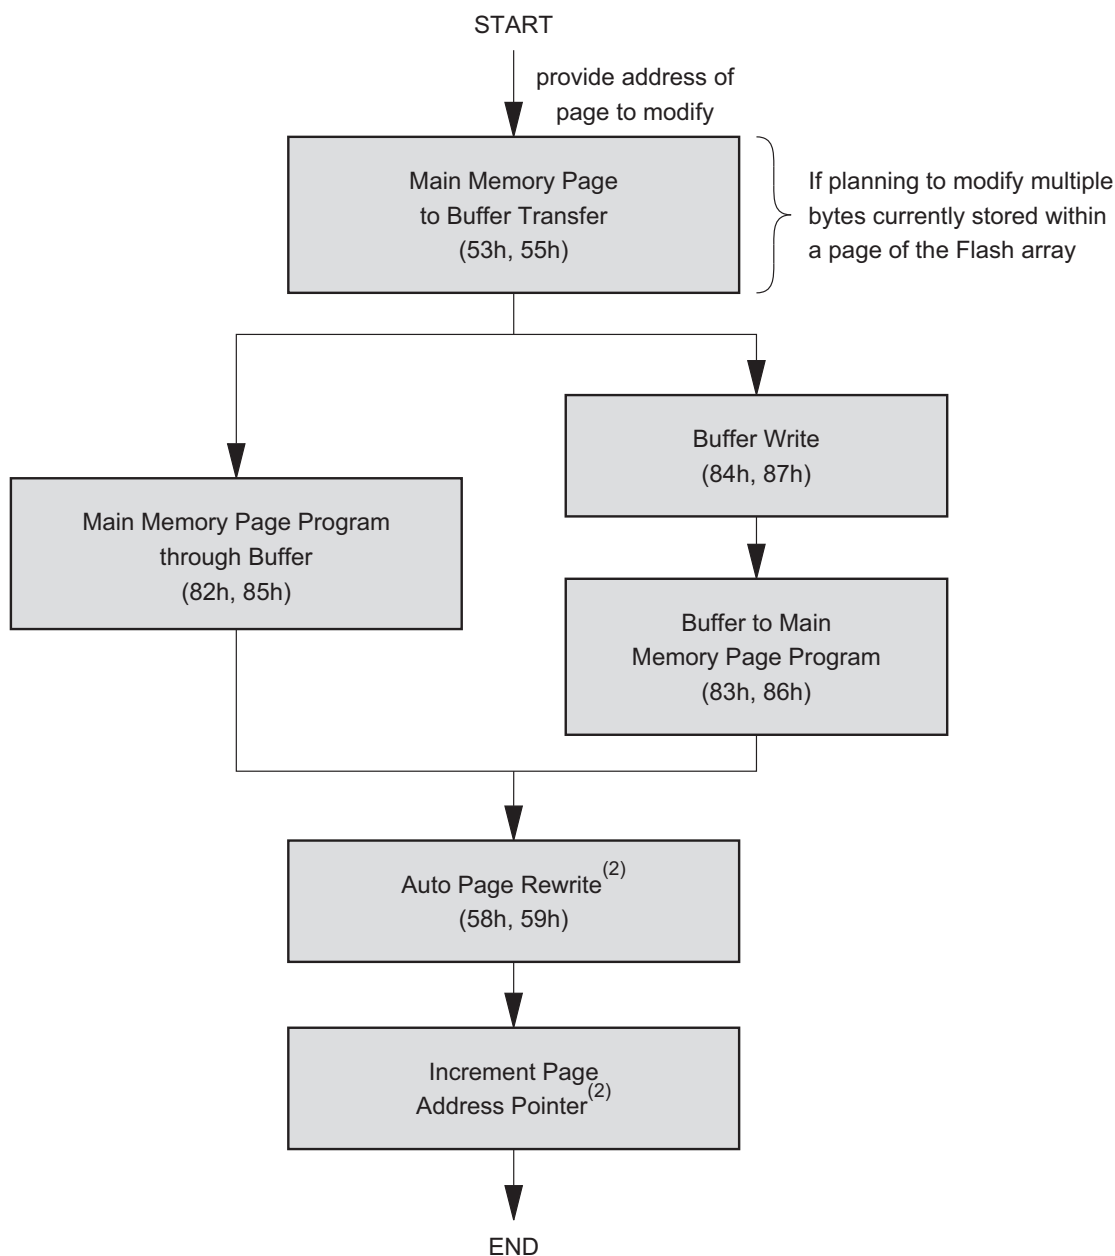 START
provide address of
page to modify
Main Memory Page
to Buffer Transfer
(53h, 55h)
If planning to modify multiple
bytes currently stored within
a page of the Flash array
Main Memory Page Program
through Buffer
(82h, 85h)
Buffer Write
(84h, 87h)
Buffer to Main
Memory Page Program
(83h, 86h)
Auto Page Rewrite(2)
(58h, 59h)
Increment Page
Address Pointer(2)
END